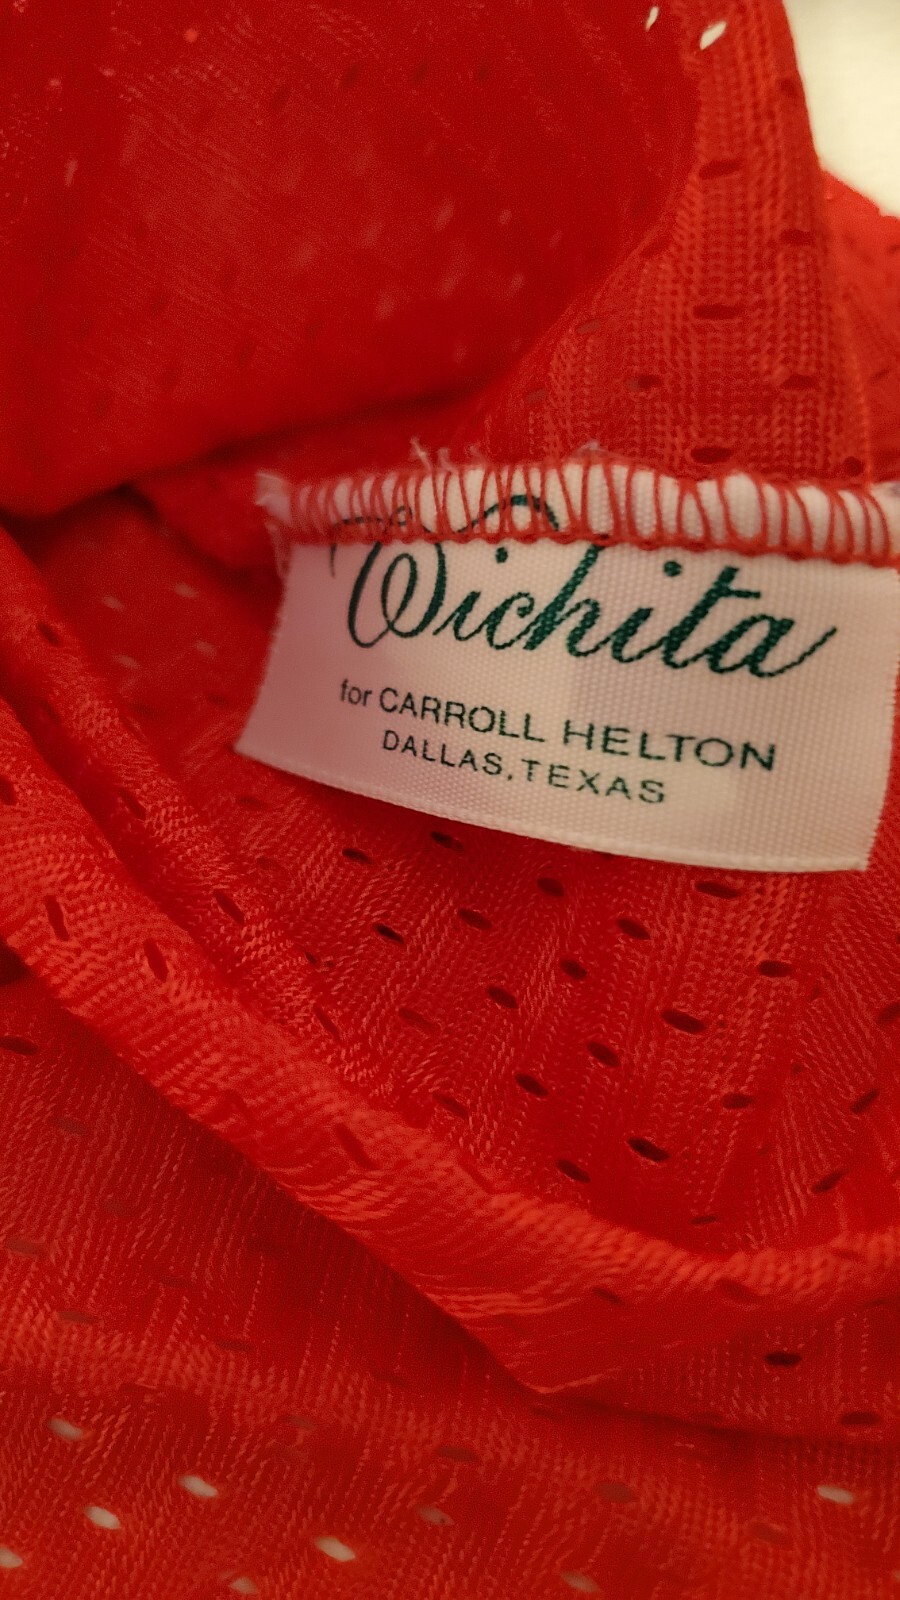 Wichita
for CARROLL HELTON
DALLAS, TEXAS